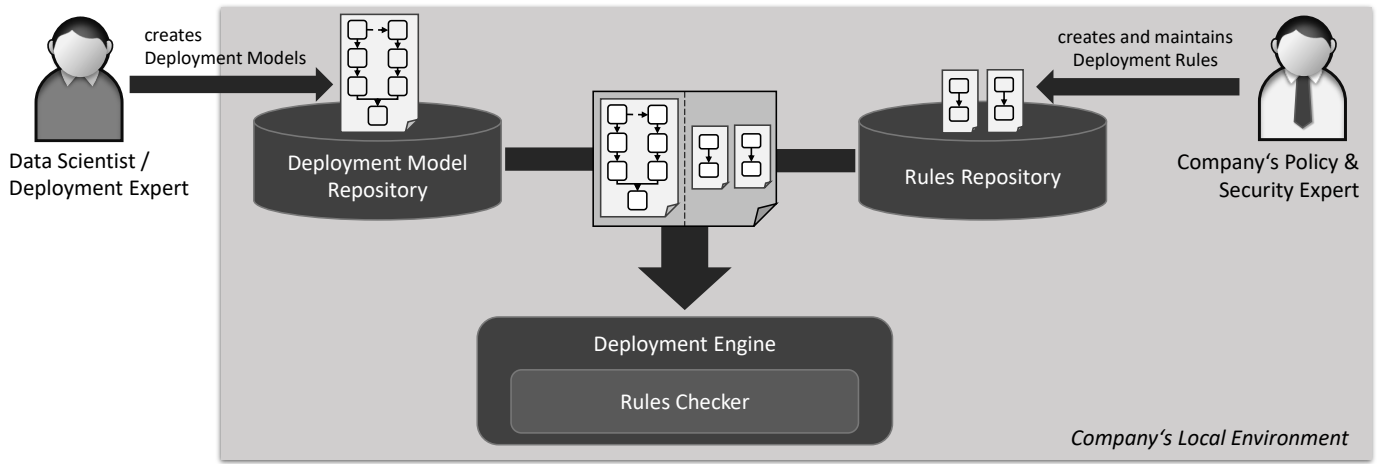 creates
Deployment Models
Data Scientist /
Deployment Expert
Deployment Model
Repository
creates and maintains
Deployment Rules
Rules Repository
Company‘s Policy &
Security Expert
Deployment Engine
Rules Checker
Company‘s Local Environment